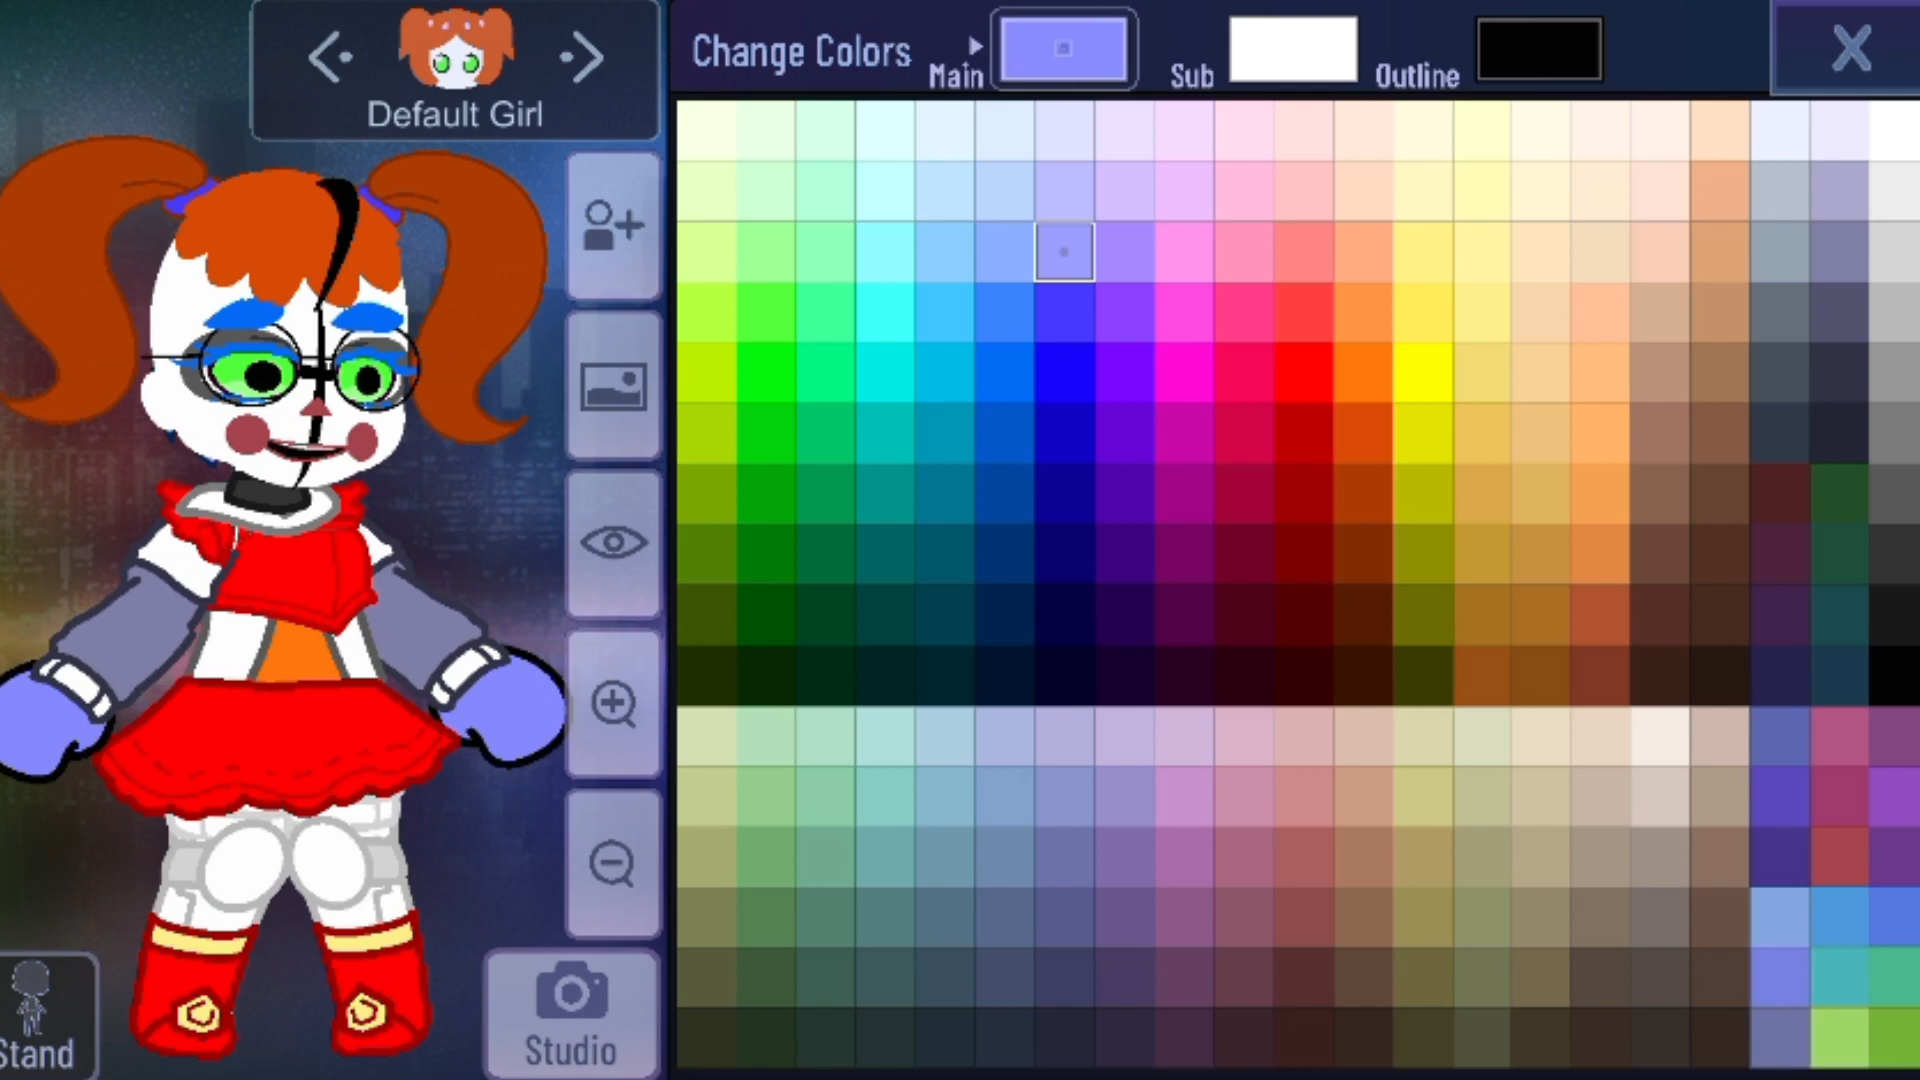 Default Girl
Change Colors
Main
Sub
Outline
Stand
Studio